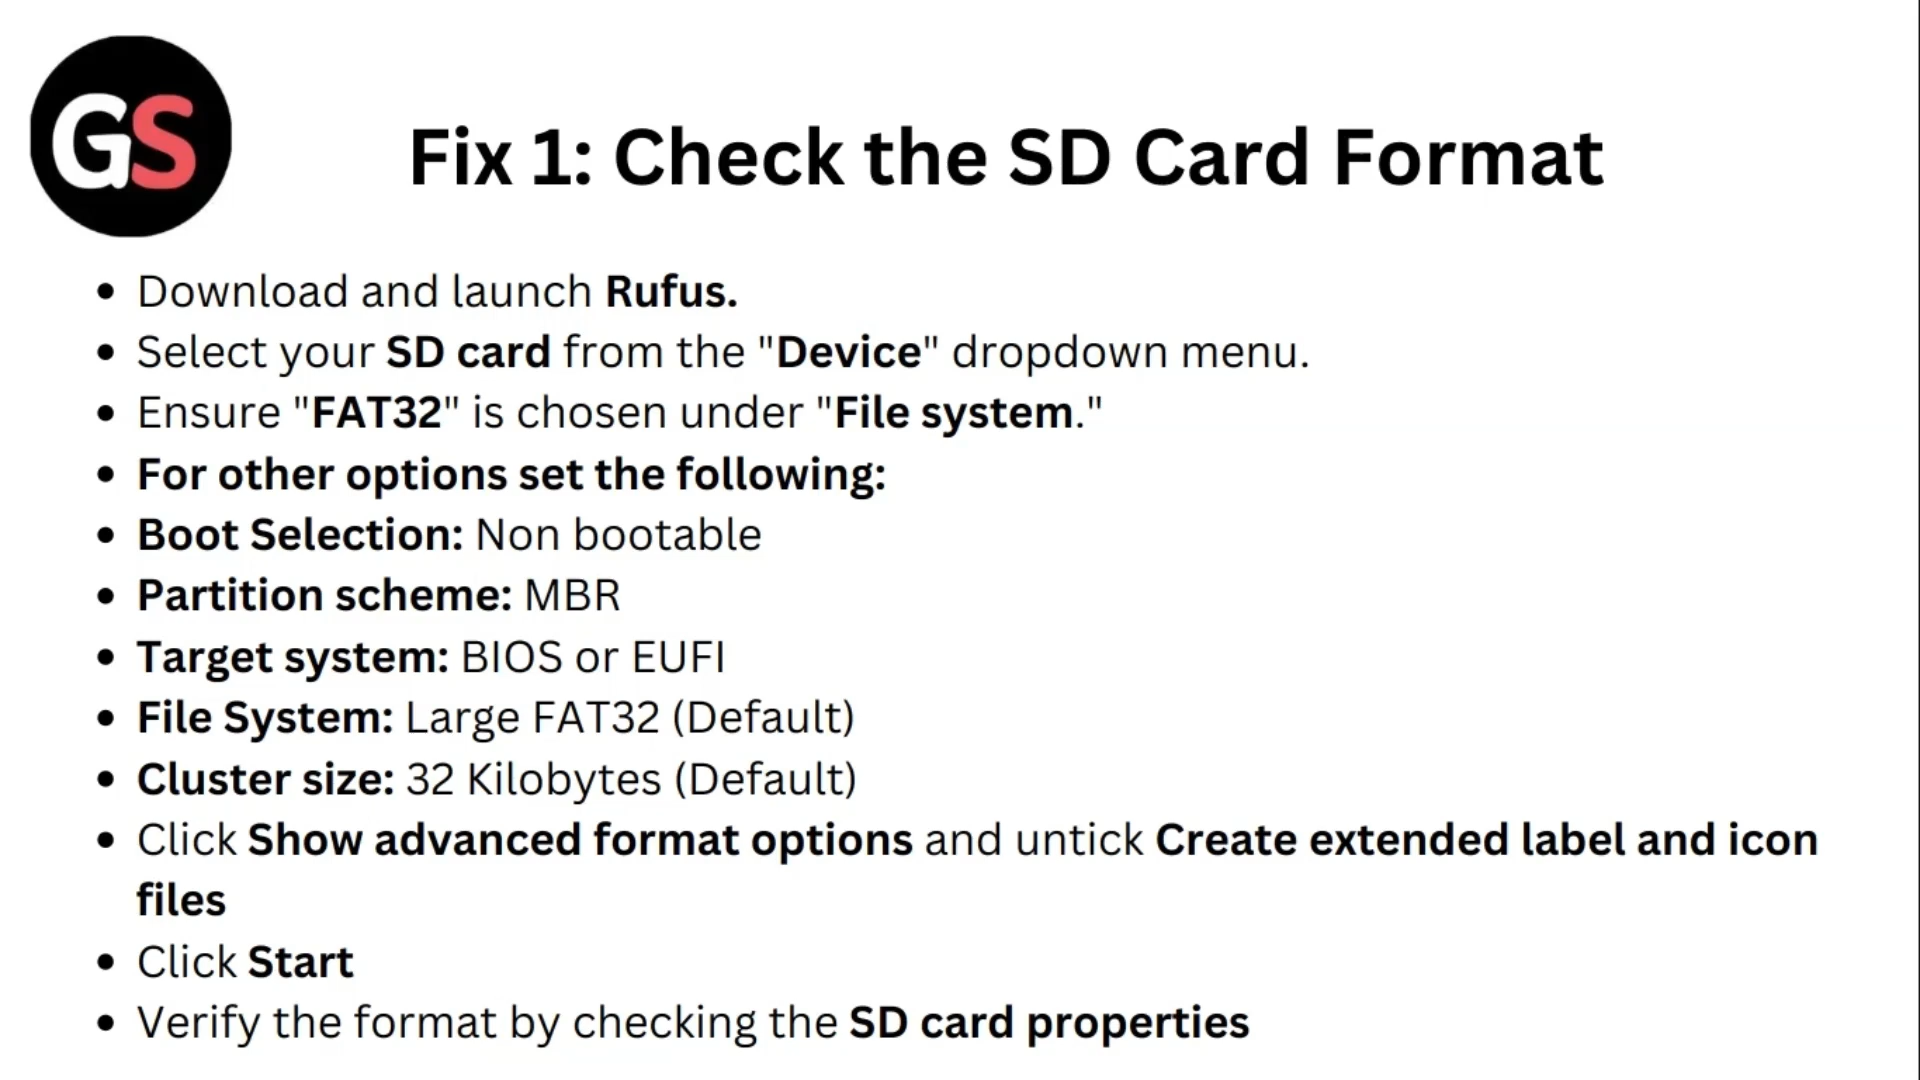 GS
Fix 1: Check the SD Card Format
• Download and launch Rufus.
• Select your SD card from the "Device" dropdown menu.
• Ensure "FAT32" is chosen under "File system."
• For other options set the following:
• Boot Selection: Non bootable
• Partition scheme: MBR
• Target system: BIOS or EUFI
• File System: Large FAT32 (Default)
• Cluster size: 32 Kilobytes (Default)
• Click Show advanced format options and untick Create extended label and icon
files
• Click Start
• Verify the format by checking the SD card properties